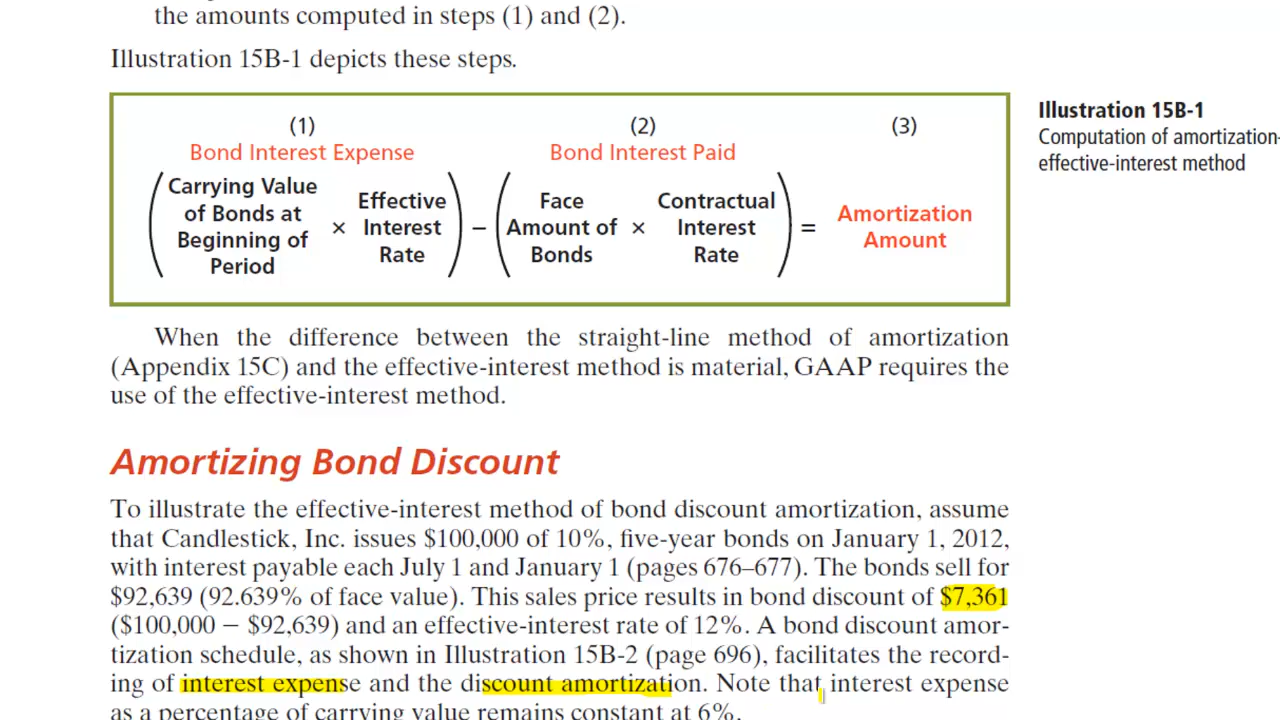 the amounts computed in steps (1) and (2).
Illustration 15B-1 depicts these steps.
(1)
Bond Interest Expense
(2)
Bond Interest Paid
(3)
Carrying Value
of Bonds at
Beginning of
Period
×
Effective
Interest
Rate
–
Face
Amount of
Bonds
×
Contractual
Interest
Rate
=
Amortization
Amount
Illustration 15B-1
Computation of amortization-
effective-interest method
When the difference between the straight-line method of amortization
(Appendix 15C) and the effective-interest method is material, GAAP requires the
use of the effective-interest method.
Amortizing Bond Discount
To illustrate the effective-interest method of bond discount amortization, assume
that Candlestick, Inc. issues $100,000 of 10%, five-year bonds on January 1, 2012,
with interest payable each July 1 and January 1 (pages 676–677). The bonds sell for
$92,639 (92.639% of face value). This sales price results in bond discount of $7,361
($100,000 – $92,639) and an effective-interest rate of 12%. A bond discount amor-
tization schedule, as shown in Illustration 15B-2 (page 696), facilitates the record-
ing of interest expense and the discount amortization. Note that interest expense
as a percentage of carrying value remains constant at 6%.